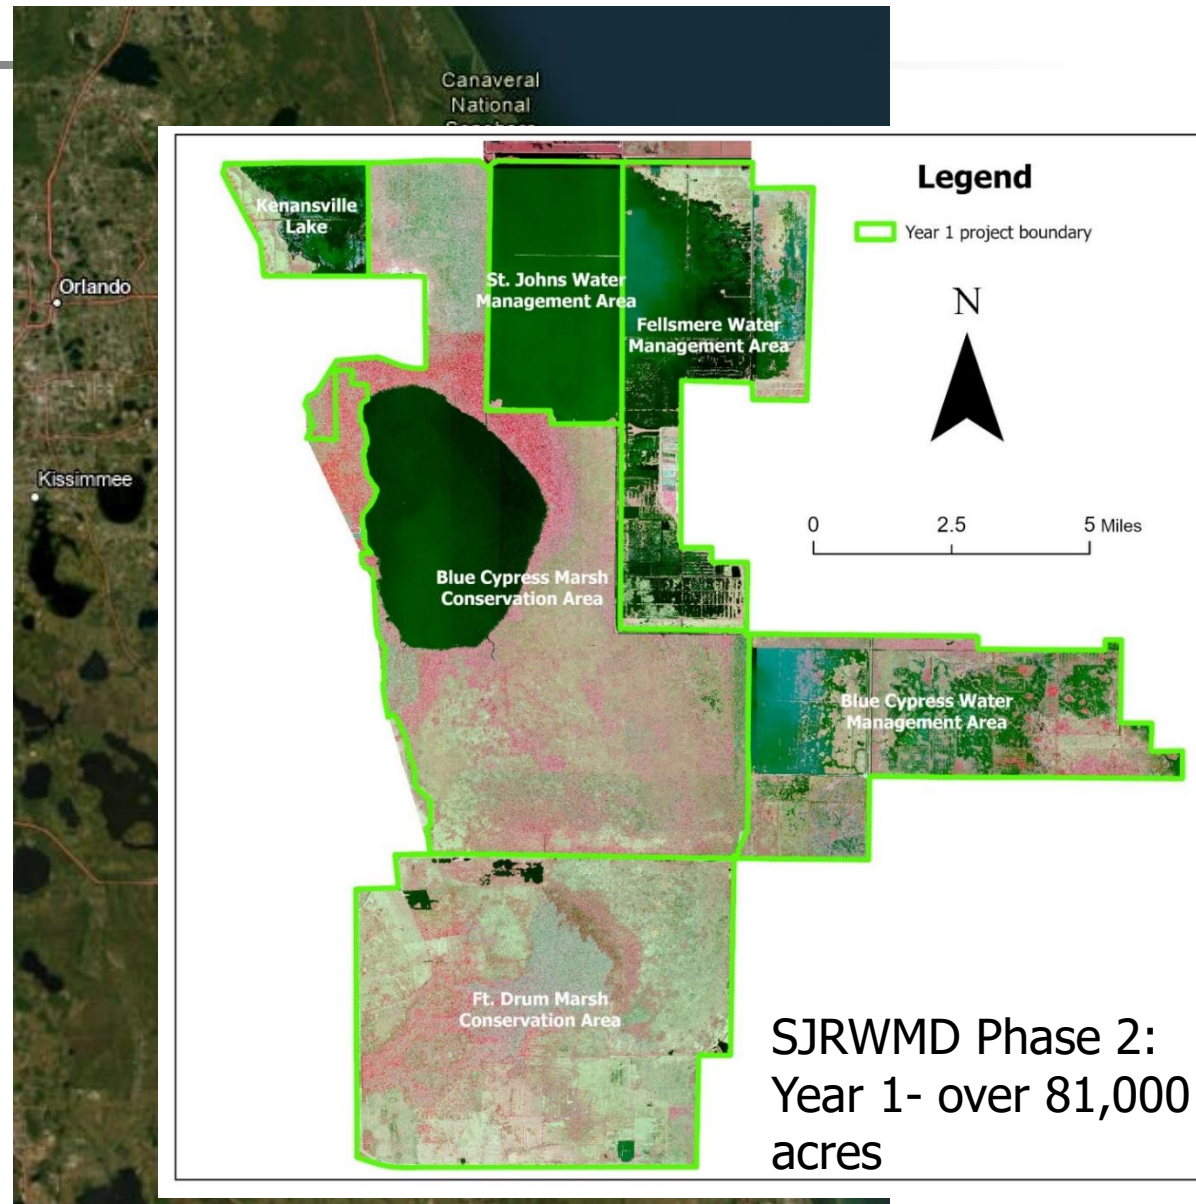 Canaveral
National
Orlando
Kissimmee
Legend
Year 1 project boundary
N
0 2.5 5 Miles
Kenansville
Lake
St. Johns Water
Management Area
Fellsmere Water
Management Area
Blue Cypress Marsh
Conservation Area
Blue Cypress Water
Management Area
Ft. Drum Marsh
Conservation Area
SJRWMD Phase 2:
Year 1- over 81,000
acres